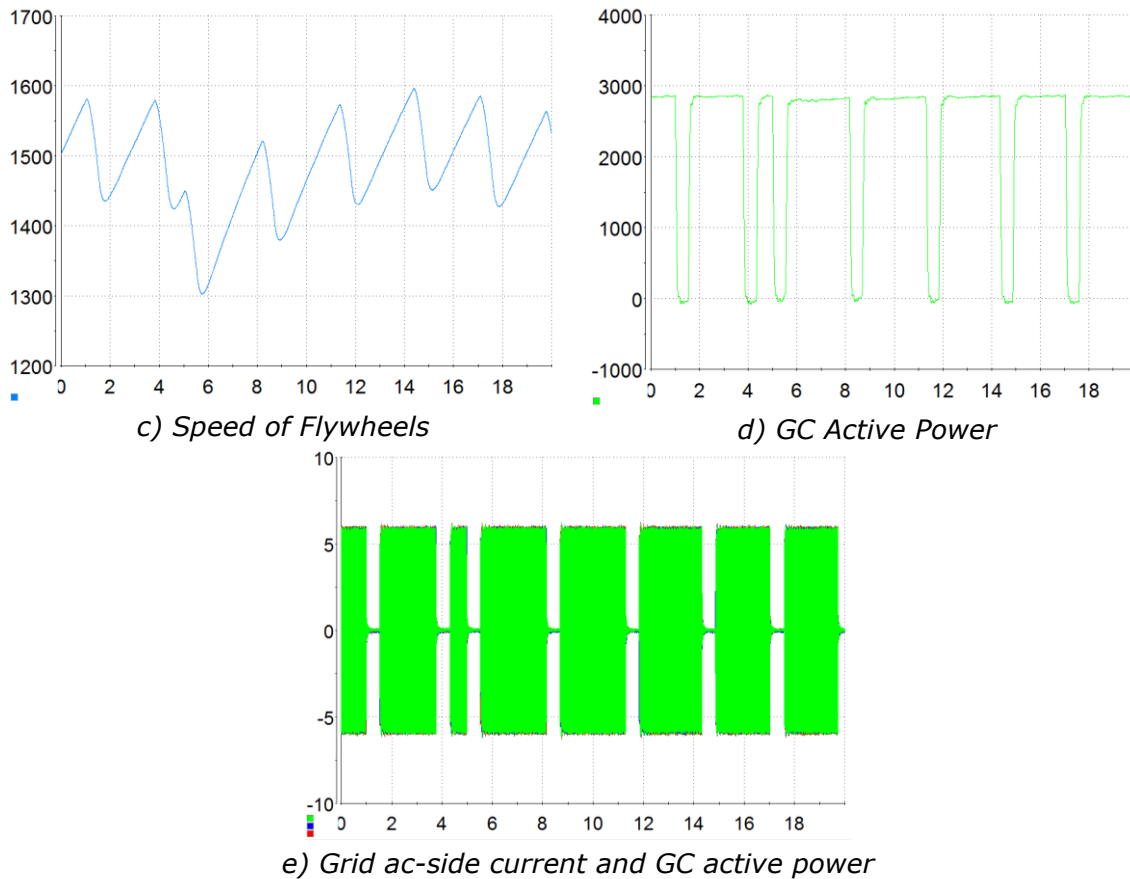 1700
1600
1500
1400
1300
1200
0 2 4 6 8 10 12 14 16 18
c) Speed of Flywheels
4000
3000
2000
1000
0
-1000
0 2 4 6 8 10 12 14 16 18
d) GC Active Power
10
5
0
-5
-10
0 2 4 6 8 10 12 14 16 18
e) Grid ac-side current and GC active power